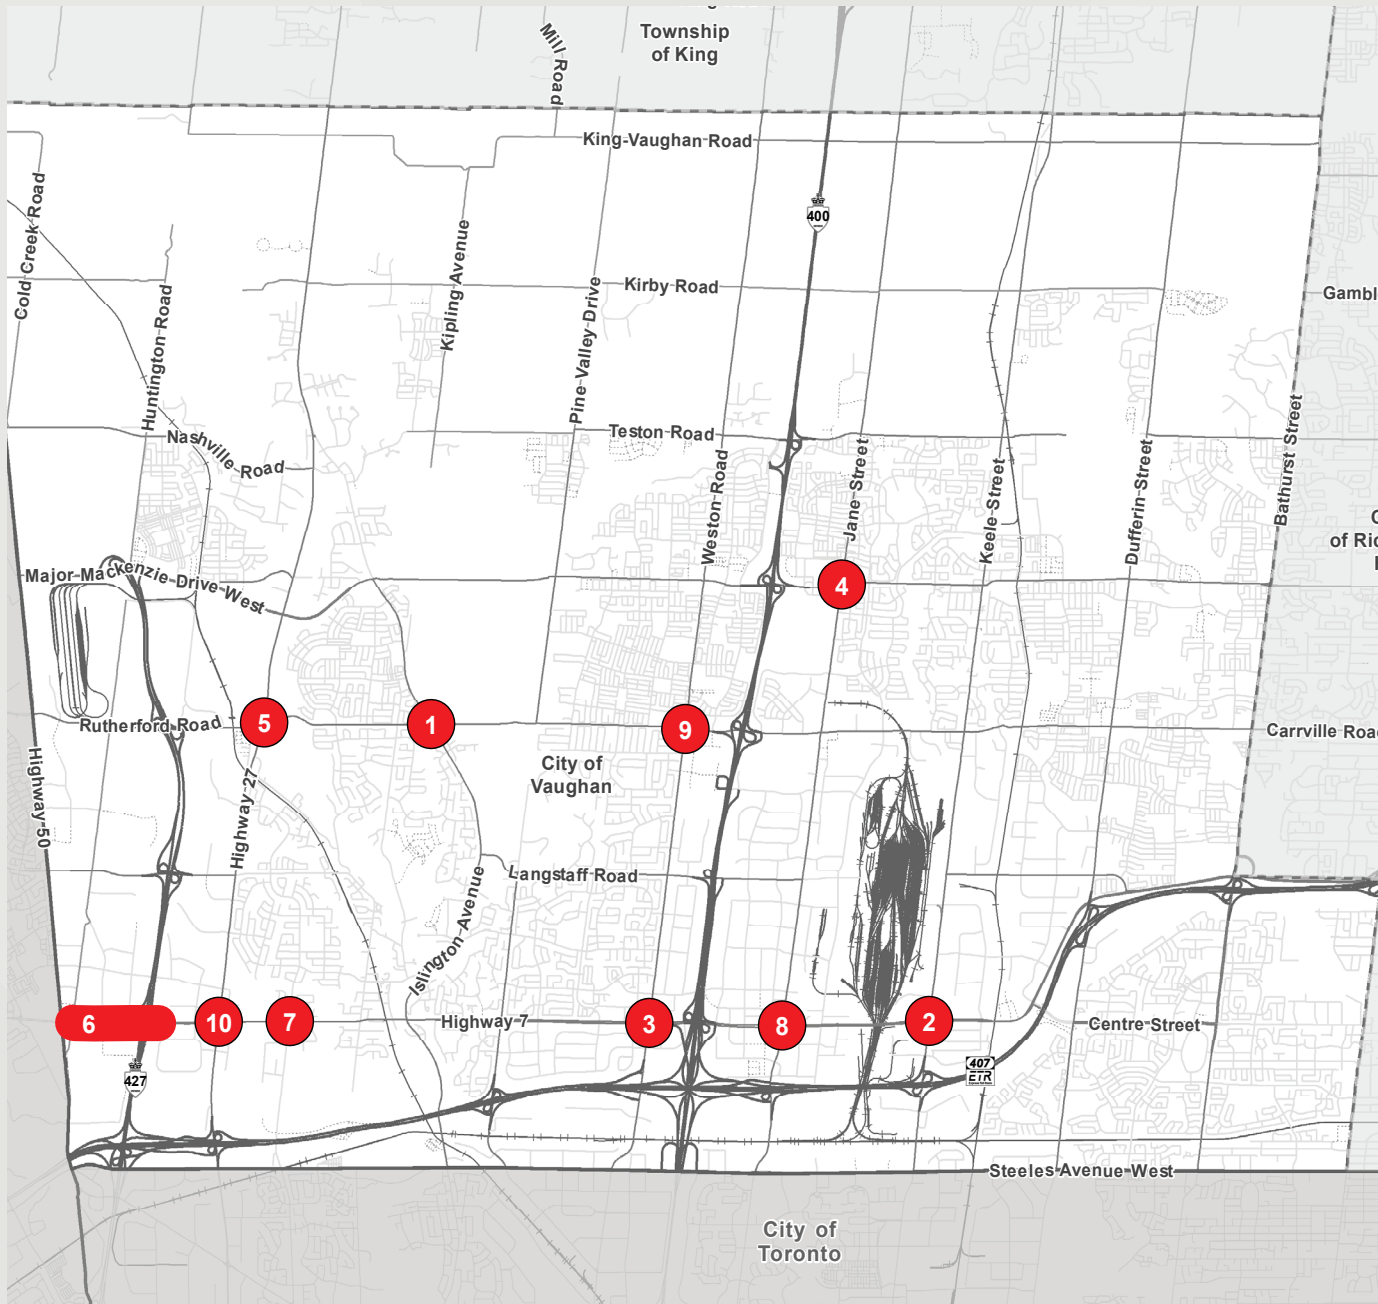 Township
of King
Mill Road
King-Vaughan Road
400
Cold Creek Road
Huntington Road
Kipling Avenue
Pine Valley Drive
Kirby Road
Gambl
Nashville Road
Teston Road
Weston Road
Jane Street
Keele Street
Dufferin Street
Bathurst Street
of Ric
Major Mackenzie Drive West
4
Rutherford Road
5
1
9
Carrville Road
City of
Vaughan
Highway 50
Highway 27
Langstaff Road
Islington Avenue
6
10
7
Highway 7
3
8
2
Centre Street
427
407
ETR
Steeles Avenue West
City of
Toronto